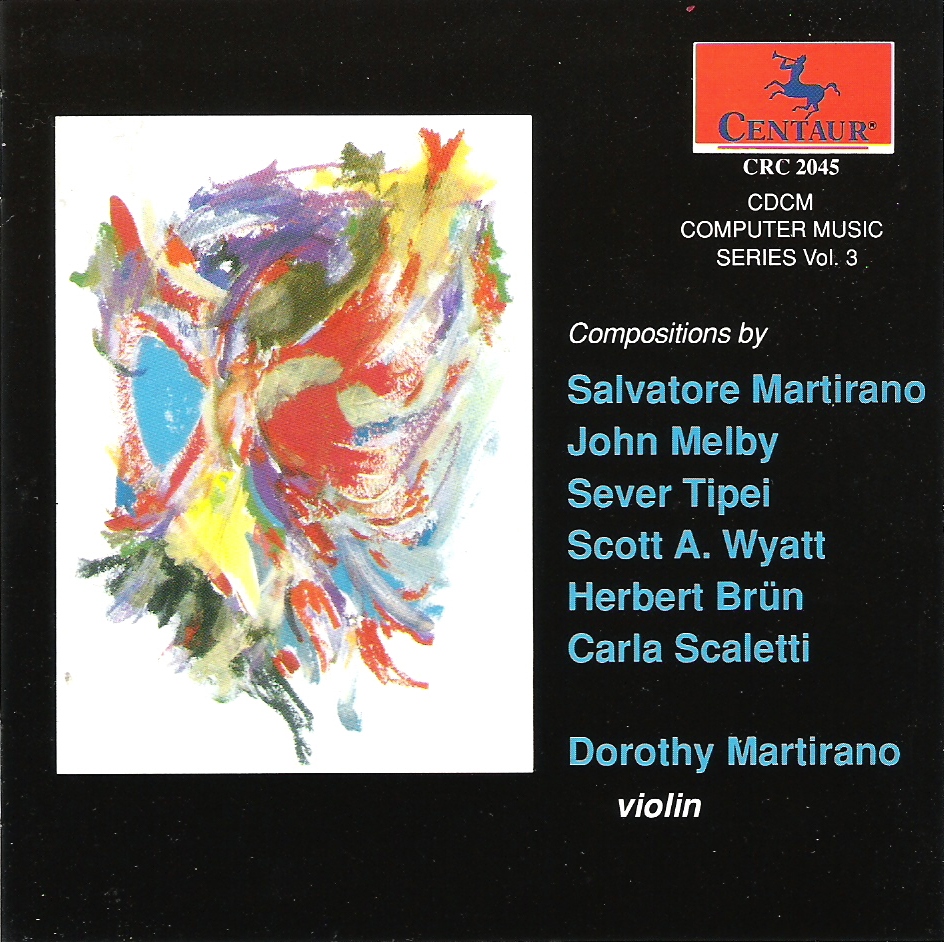 CENTAUR®
CRC 2045
CDCM
COMPUTER MUSIC
SERIES Vol. 3
Compositions by
Salvatore Martirano
John Melby
Sever Tipei
Scott A. Wyatt
Herbert Brün
Carla Scaletti
Dorothy Martirano
violin